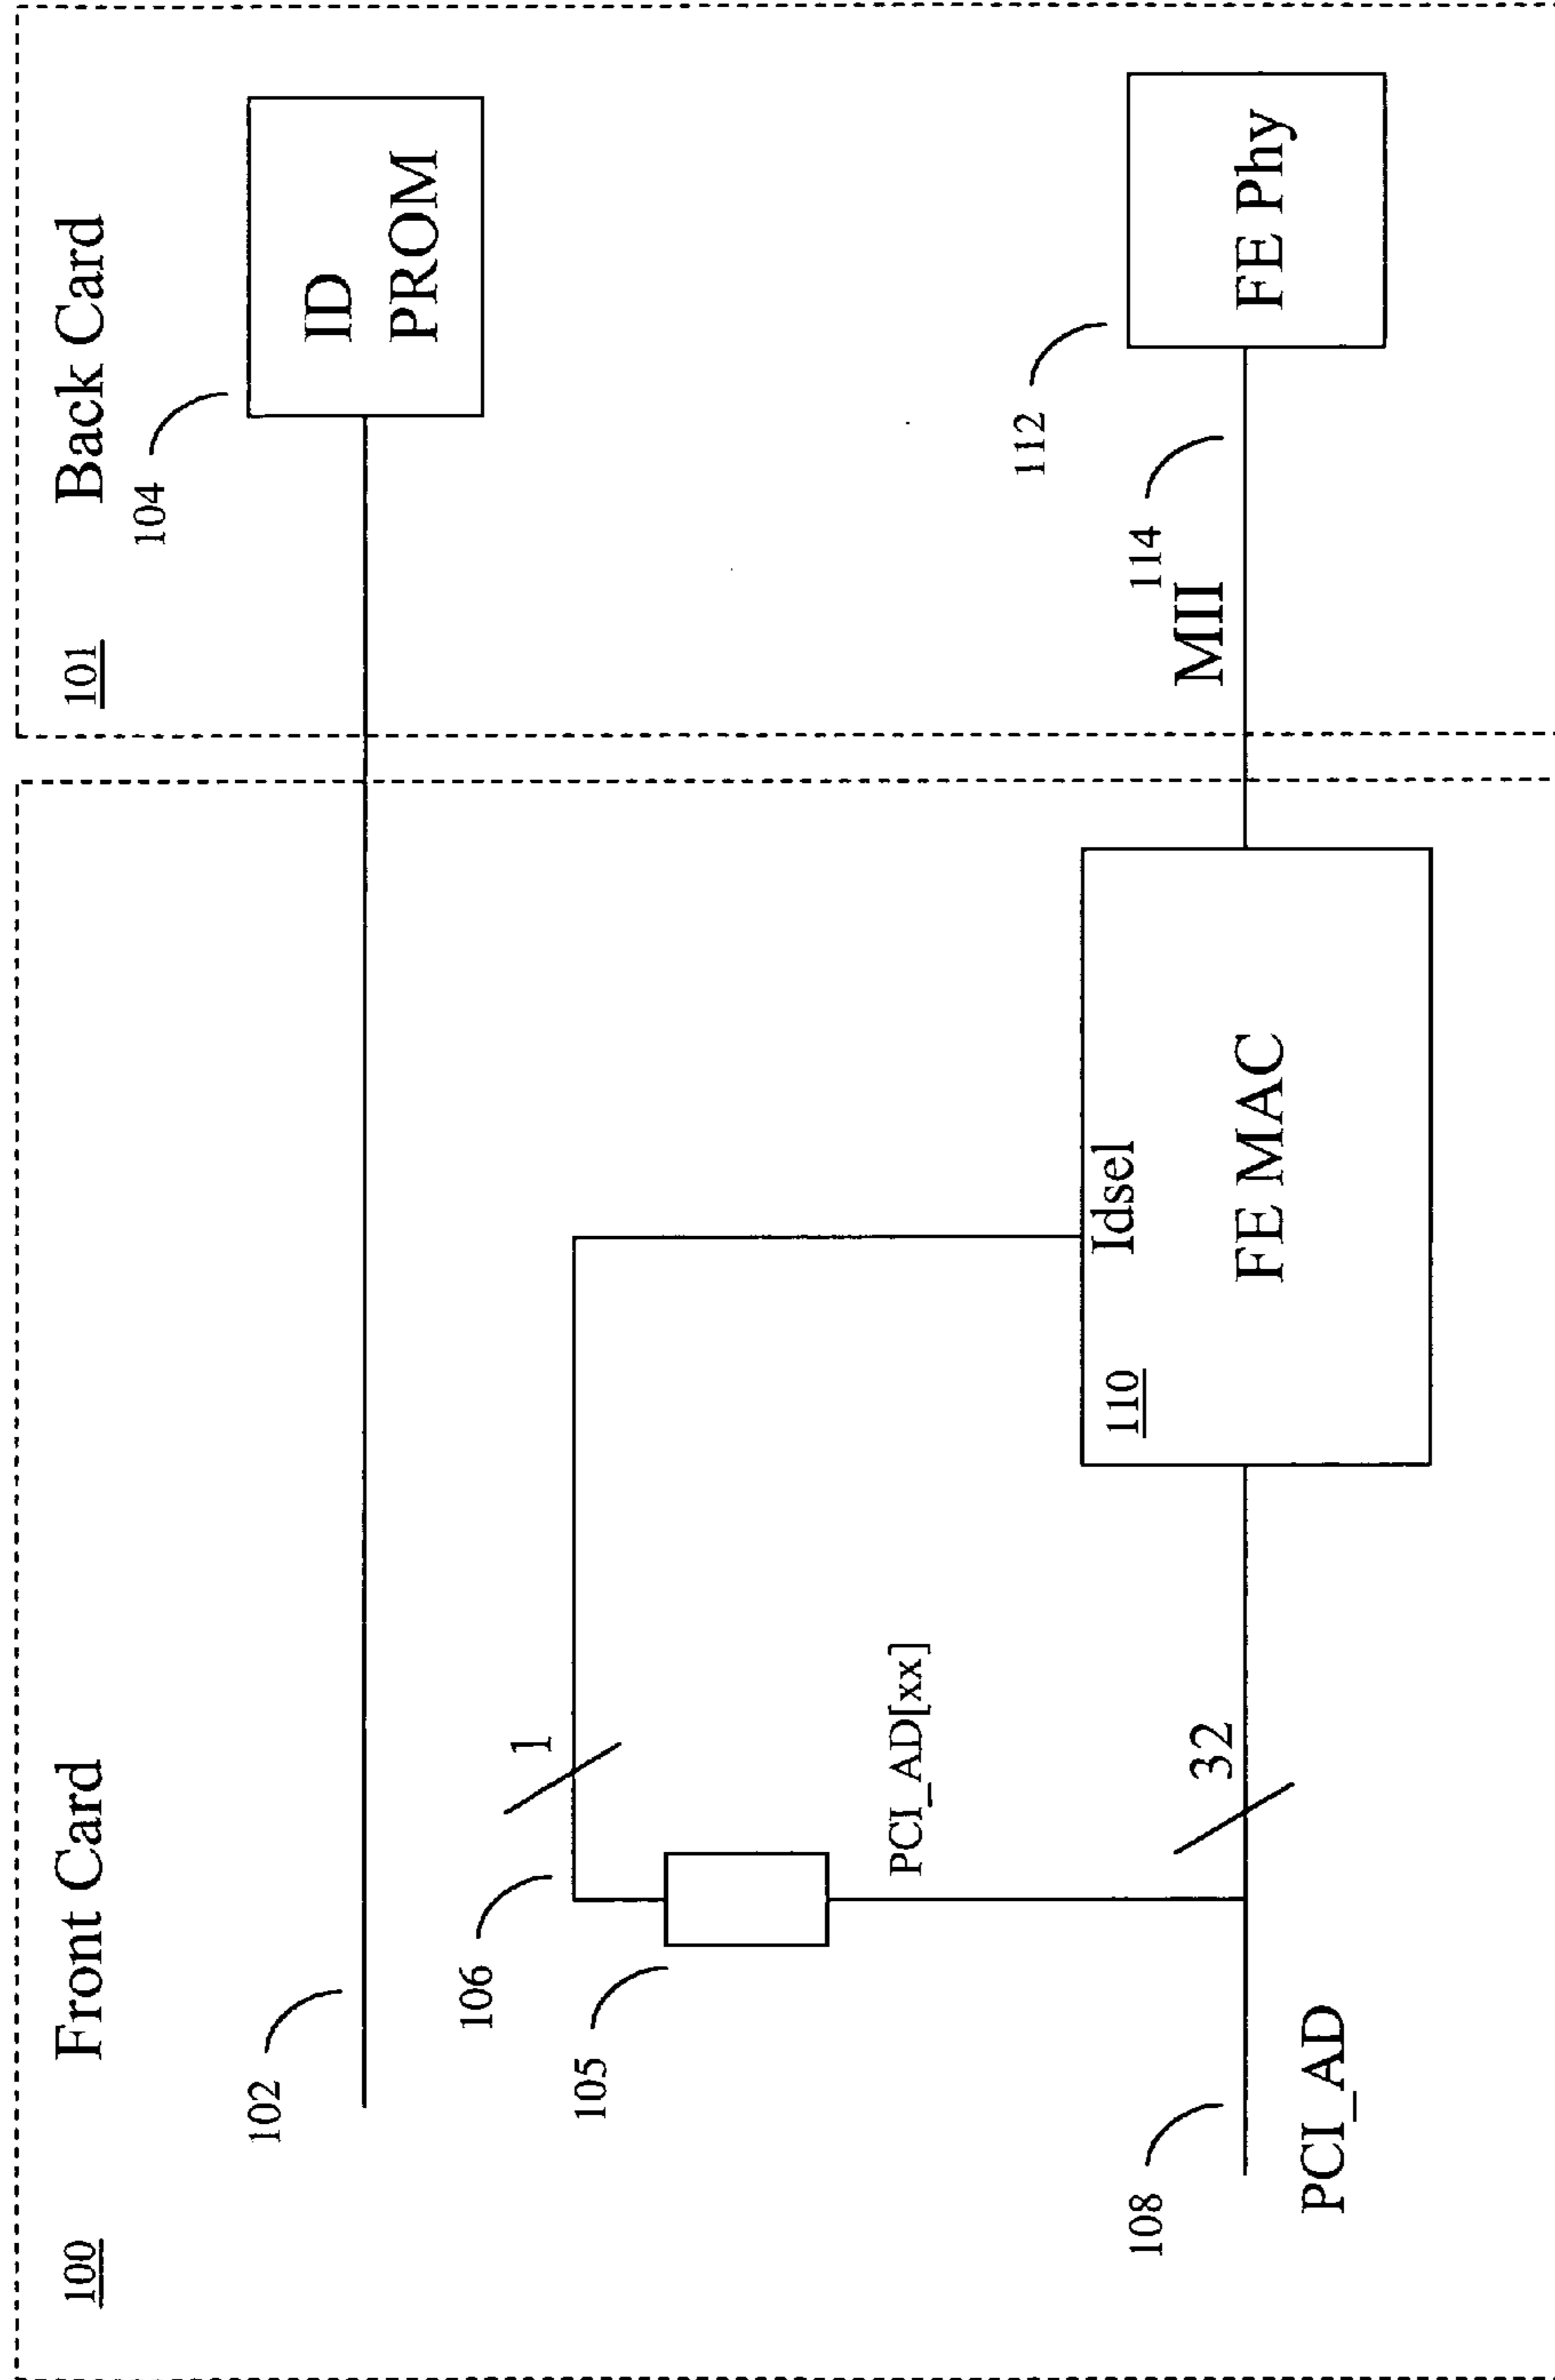 100
Front Card
101
Back Card
102
104
ID
PROM
106
1
105
PCI_AD[xx]
108
PCI_AD
32
110
Idsel
FE MAC
MII
114
112
FE Phy